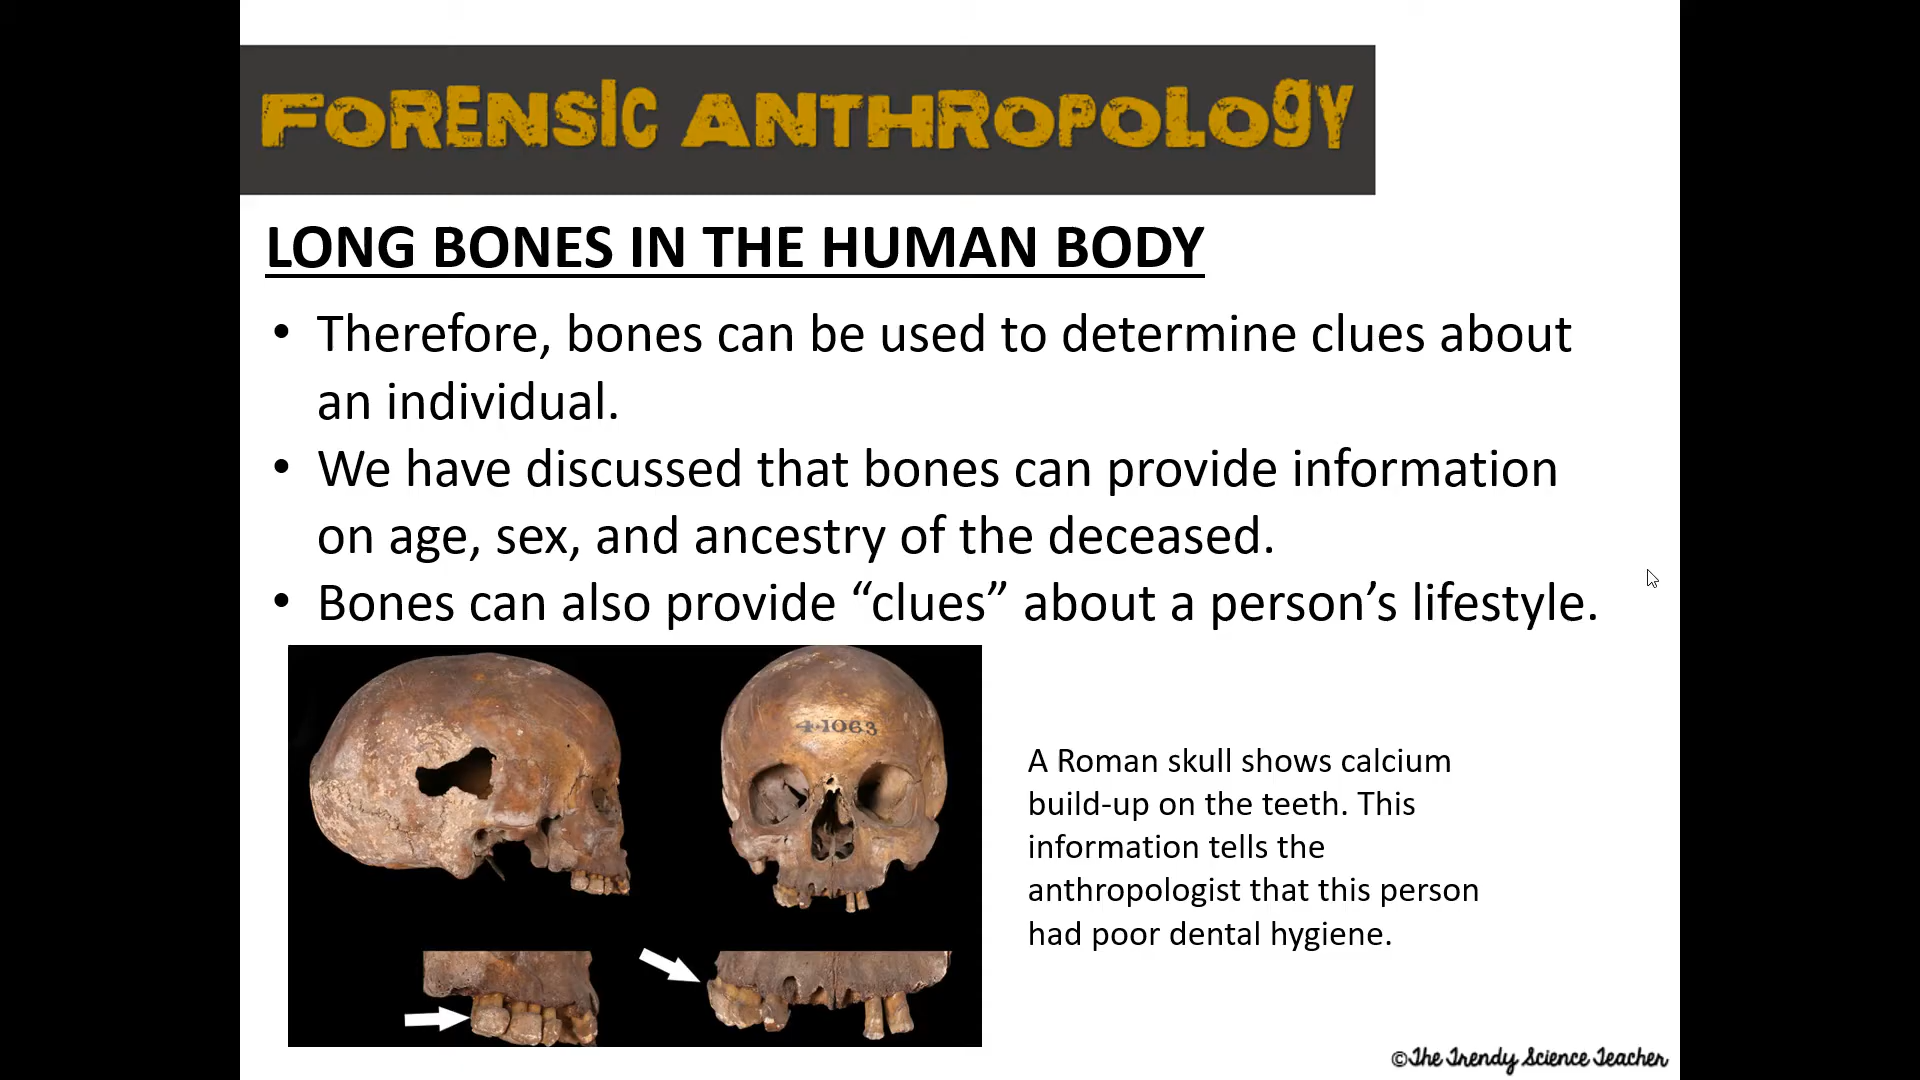 FORENSIC ANTHROPOLOGY
LONG BONES IN THE HUMAN BODY
• Therefore, bones can be used to determine clues about
an individual.
• We have discussed that bones can provide information
on age, sex, and ancestry of the deceased.
• Bones can also provide “clues” about a person’s lifestyle.
4·1063
A Roman skull shows calcium
build-up on the teeth. This
information tells the
anthropologist that this person
had poor dental hygiene.
©The Trendy Science Teacher